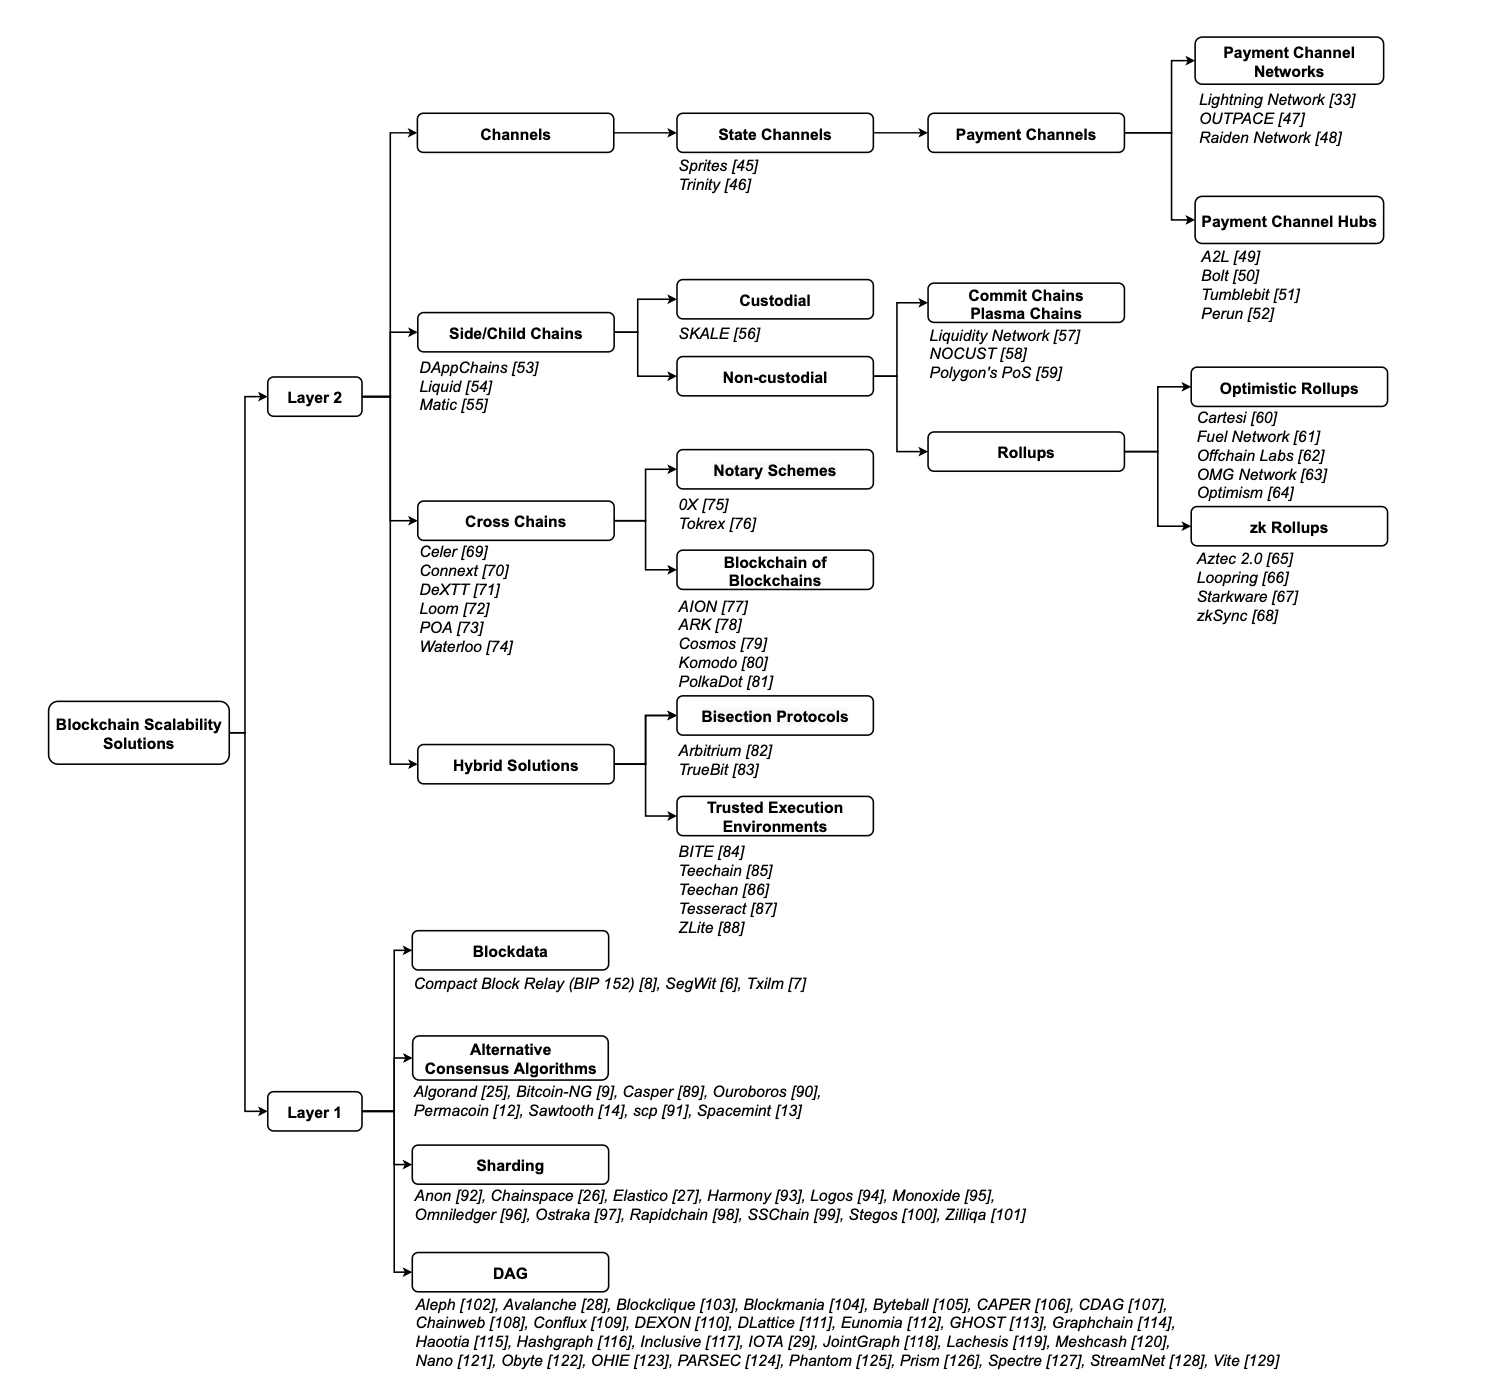 Payment Channel
Networks
Lightning Network [33]
OUTPACE [47]
Raiden Network [48]
Channels
State Channels
Payment Channels
Sprites [45]
Trinity [46]
Payment Channel Hubs
A2L [49]
Bolt [50]
Tumblebit [51]
Perun [52]
Side/Child Chains
DAppChains [53]
Liquid [54]
Matic [55]
Custodial
SKALE [56]
Non-custodial
Commit Chains
Plasma Chains
Liquidity Network [57]
NOCUST [58]
Polygon's PoS [59]
Rollups
Optimistic Rollups
Cartesi [60]
Fuel Network [61]
Offchain Labs [62]
OMG Network [63]
Optimism [64]
zk Rollups
Aztec 2.0 [65]
Loopring [66]
Starkware [67]
zkSync [68]
Layer 2
Cross Chains
Celer [69]
Connext [70]
DeXTT [71]
Loom [72]
POA [73]
Waterloo [74]
Notary Schemes
0X [75]
Tokrex [76]
Blockchain of
Blockchains
AION [77]
ARK [78]
Cosmos [79]
Komodo [80]
PolkaDot [81]
Blockchain Scalability
Solutions
Hybrid Solutions
Bisection Protocols
Arbitrium [82]
TrueBit [83]
Trusted Execution
Environments
BITE [84]
Teechain [85]
Teechan [86]
Tesseract [87]
ZLite [88]
Layer 1
Blockdata
Compact Block Relay (BIP 152) [8], SegWit [6], Txilm [7]
Alternative
Consensus Algorithms
Algorand [25], Bitcoin-NG [9], Casper [89], Ouroboros [90],
Permacoin [12], Sawtooth [14], scp [91], Spacemint [13]
Sharding
Anon [92], Chainspace [26], Elastico [27], Harmony [93], Logos [94], Monoxide [95],
Omniledger [96], Ostraka [97], Rapidchain [98], SSChain [99], Stegos [100], Zilliqa [101]
DAG
Aleph [102], Avalanche [28], Blockclique [103], Blockmania [104], Byteball [105], CAPER [106], CDAG [107],
Chainweb [108], Conflux [109], DEXON [110], DLattice [111], Eunomia [112], GHOST [113], Graphchain [114],
Haootia [115], Hashgraph [116], Inclusive [117], IOTA [29], JointGraph [118], Lachesis [119], Meshcash [120],
Nano [121], Obyte [122], OHIE [123], PARSEC [124], Phantom [125], Prism [126], Spectre [127], StreamNet [128], Vite [129]